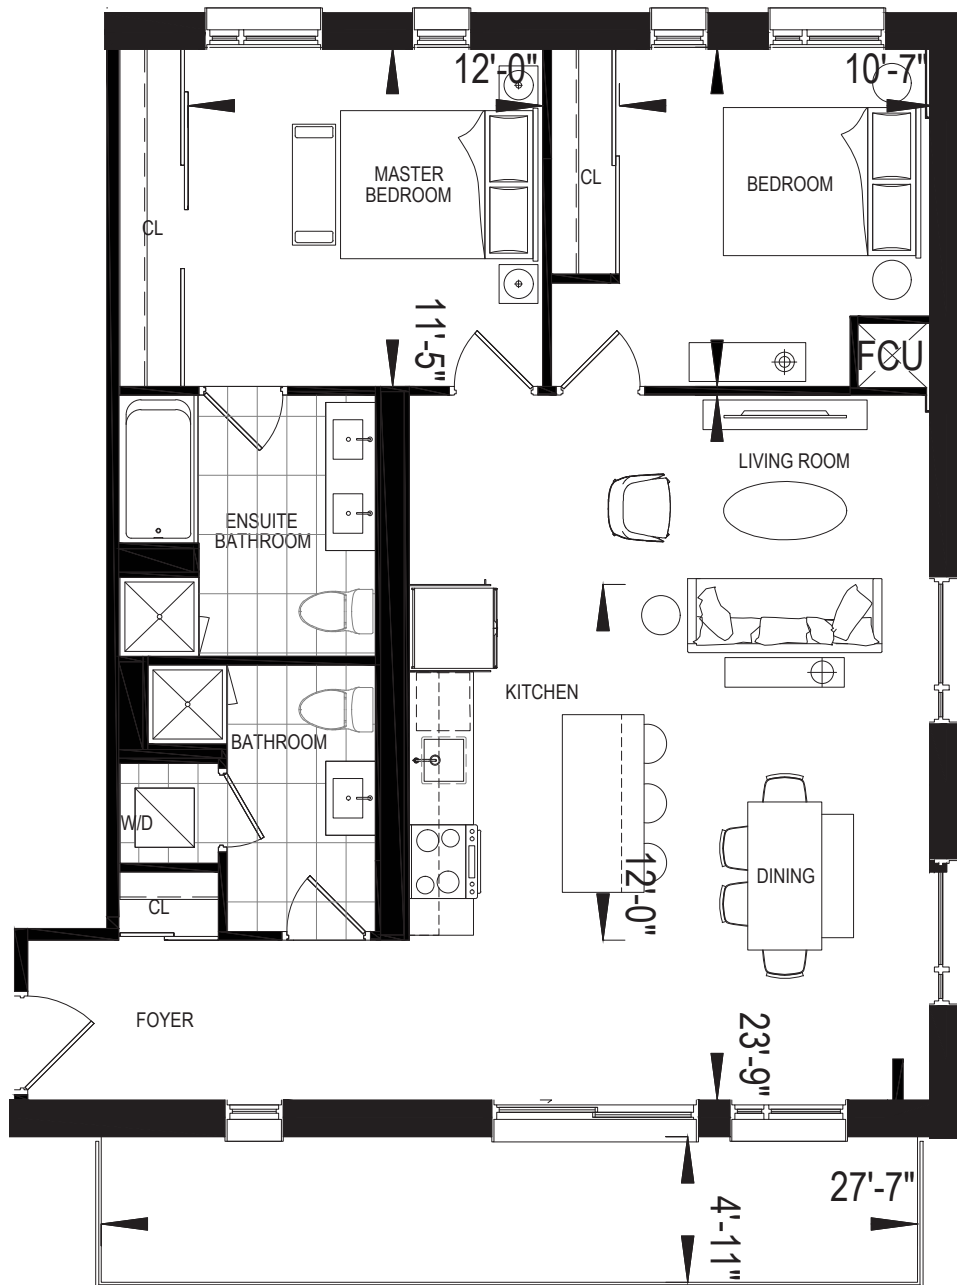 12'-0"
10'-7"
MASTER
BEDROOM
CL
BEDROOM
CL
11'-5"
FCU
LIVING ROOM
ENSUITE
BATHROOM
KITCHEN
BATHROOM
W/D
DINING
12'-0"
CL
FOYER
23'-9"
27'-7"
4'-11"